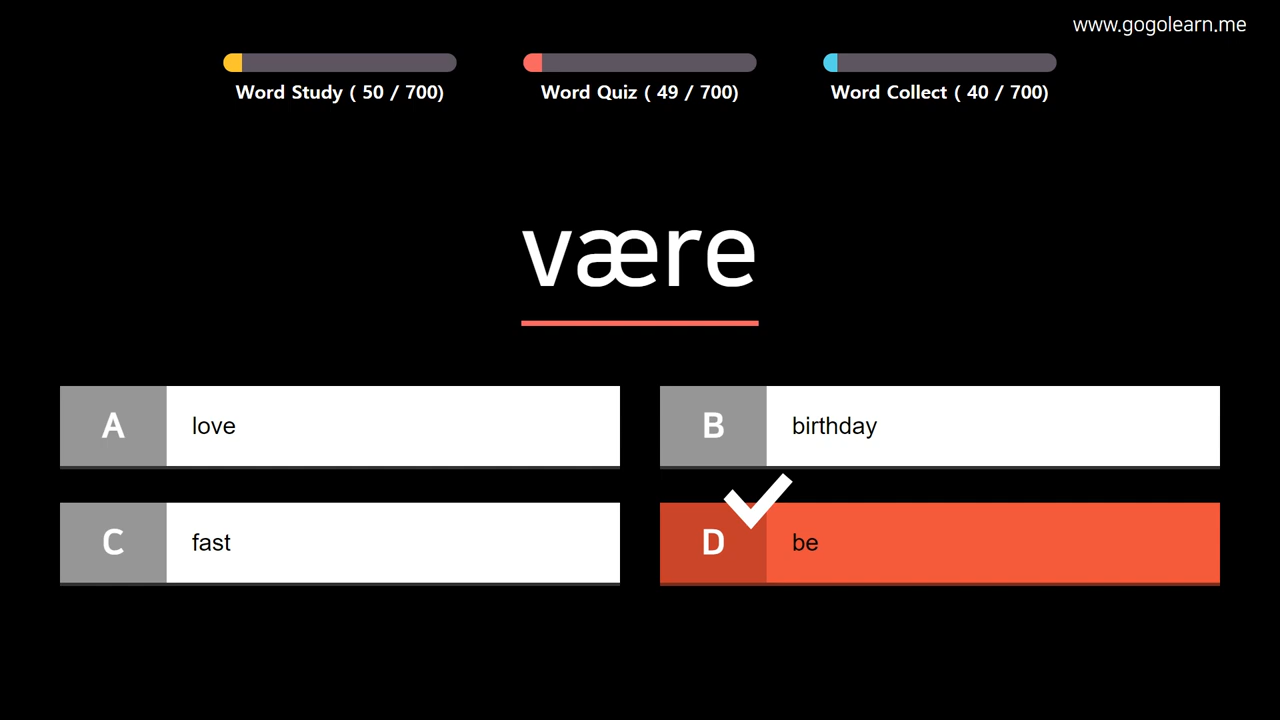 www.gogolearn.me
Word Study ( 50 / 700)
Word Quiz ( 49 / 700)
Word Collect ( 40 / 700)
være
A love
B birthday
C fast
D be